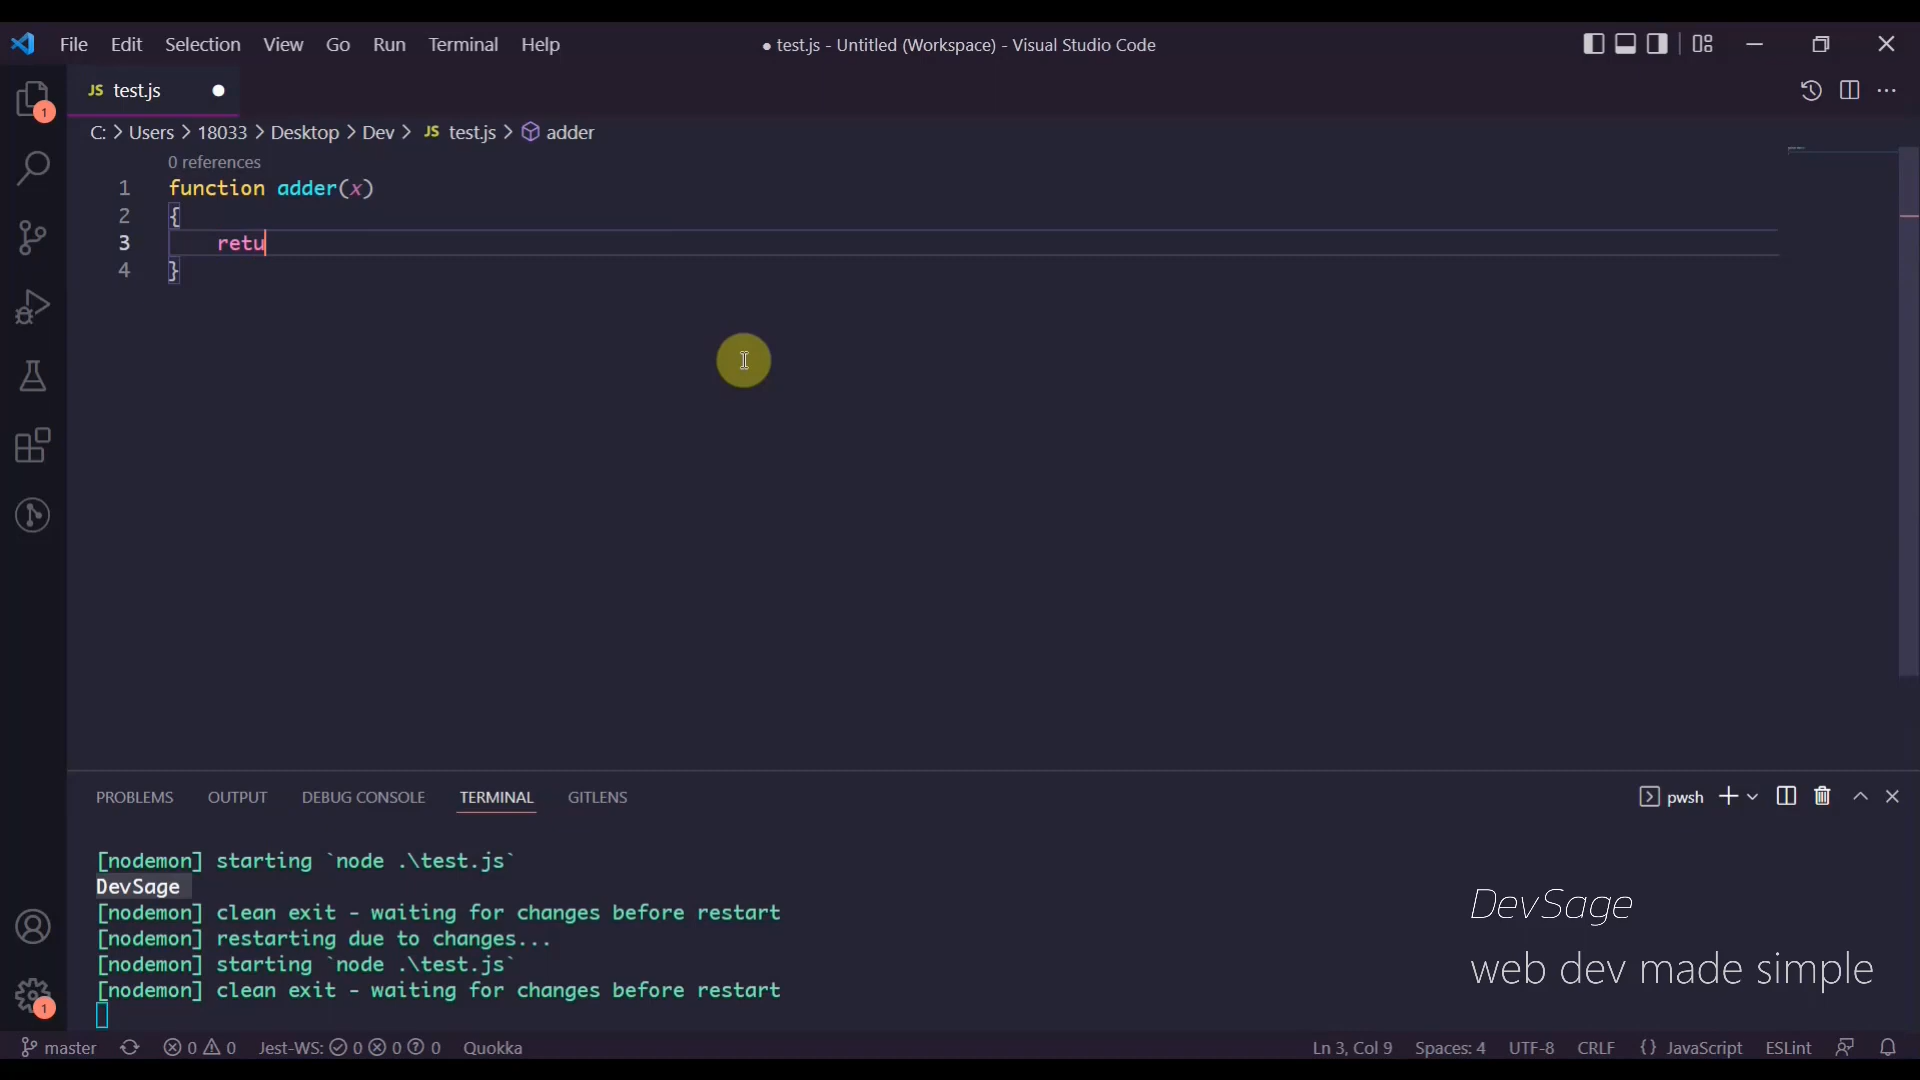 File Edit Selection View Go Run Terminal Help ● test.js - Untitled (Workspace) - Visual Studio Code
JS test.js
C: > Users > 18033 > Desktop > Dev > JS test.js > adder
0 references
1 function adder(x)
2 {
3 retu
4 }
PROBLEMS OUTPUT DEBUG CONSOLE TERMINAL GITLENS pwsh
[nodemon] starting `node .\test.js`
DevSage
[nodemon] clean exit - waiting for changes before restart
[nodemon] restarting due to changes...
[nodemon] starting `node .\test.js`
[nodemon] clean exit - waiting for changes before restart
DevSage
web dev made simple
1
1
master 0 0 Jest-WS: 0 0 0 Quokka Ln 3, Col 9 Spaces: 4 UTF-8 CRLF {} JavaScript ESLint